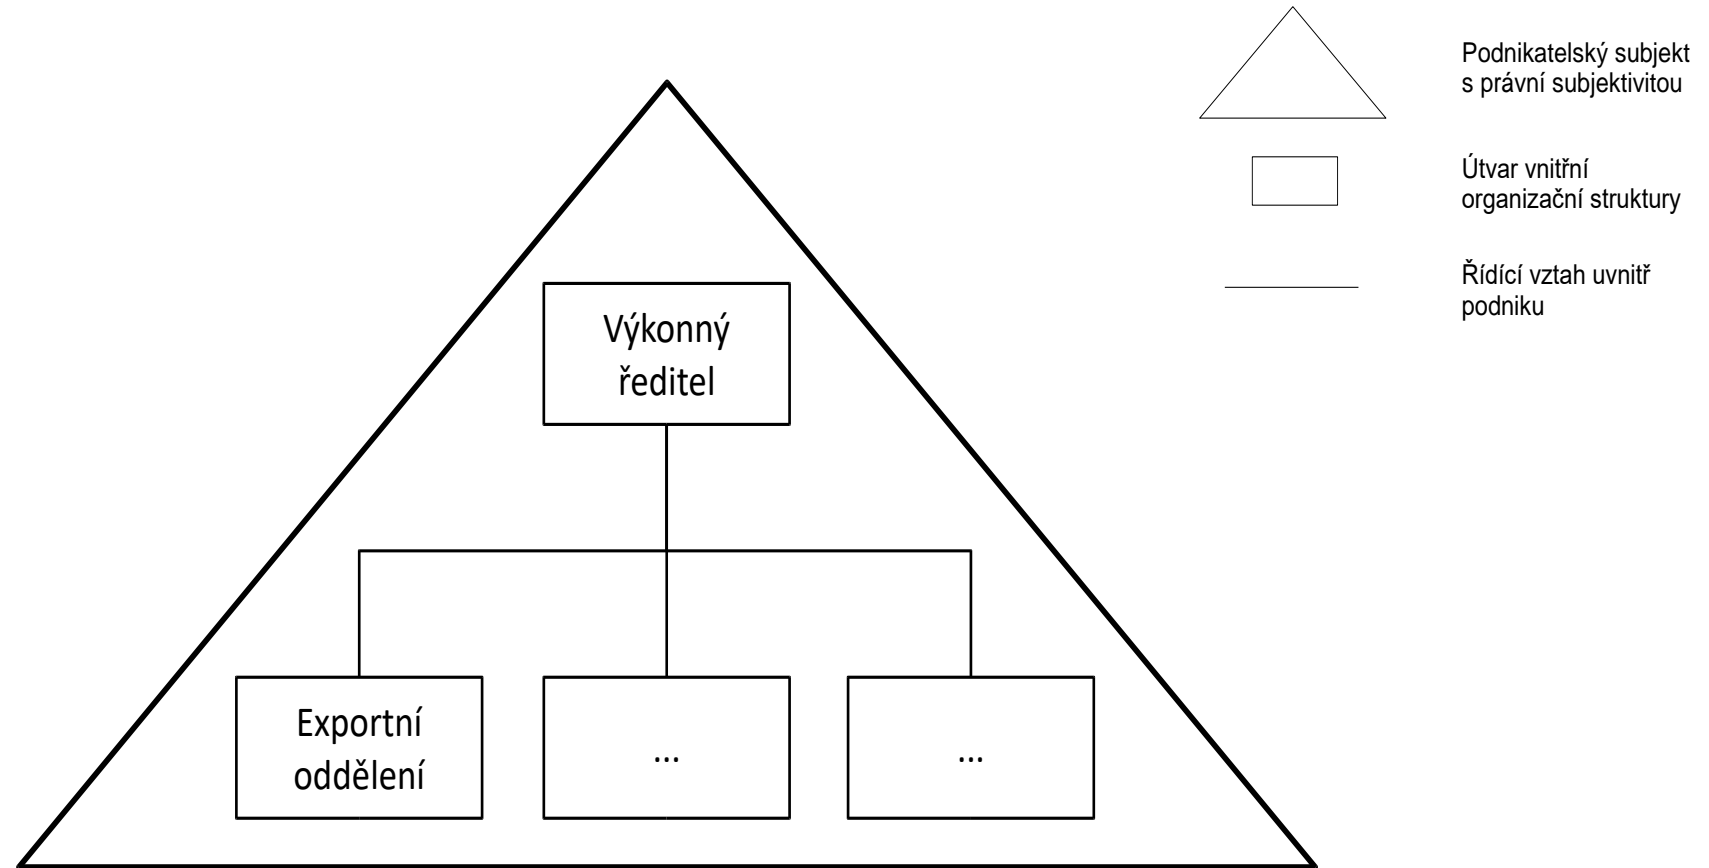 Podnikatelský subjekt
s právní subjektivitou
Útvar vnitřní
organizační struktury
Řídící vztah uvnitř
podniku
Výkonný
ředitel
Exportní
oddělení
...
...